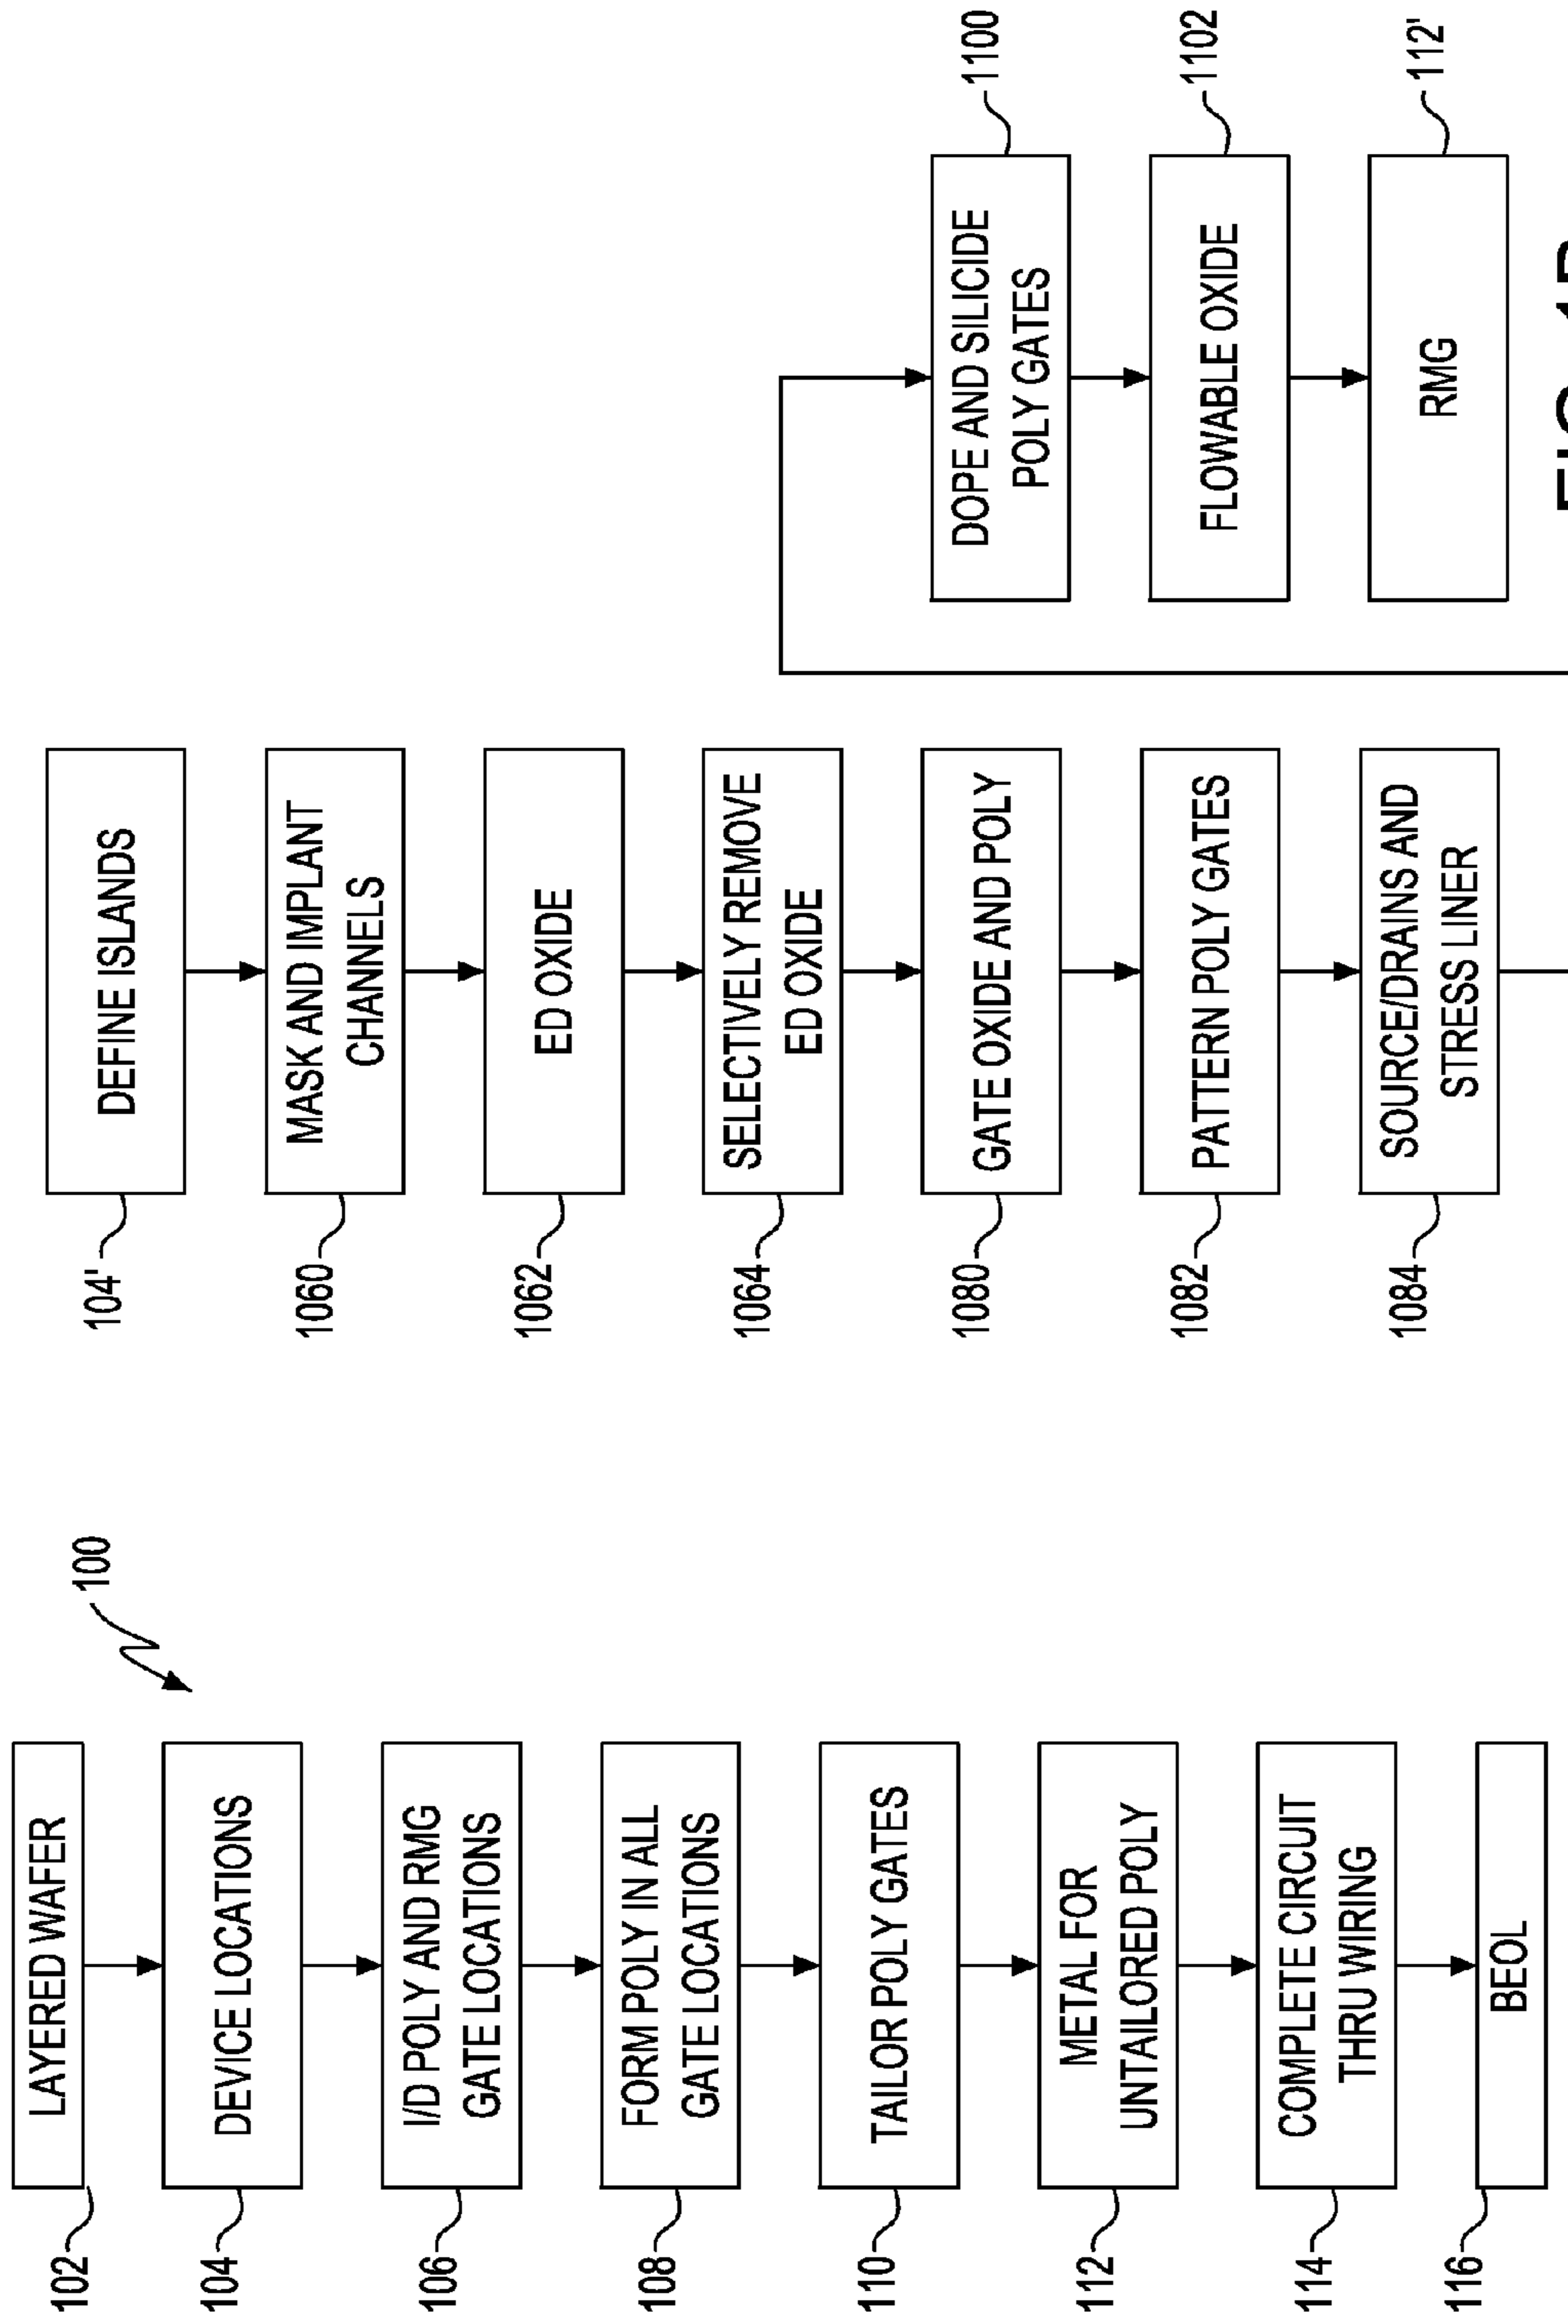 100
102
LAYERED WAFER
104
DEVICE LOCATIONS
106
I/D POLY AND RMG
GATE LOCATIONS
108
FORM POLY IN ALL
GATE LOCATIONS
110
TAILOR POLY GATES
112
METAL FOR
UNTAILORED POLY
114
COMPLETE CIRCUIT
THRU WIRING
116
BEOL
104'
DEFINE ISLANDS
1060
MASK AND IMPLANT
CHANNELS
1062
ED OXIDE
1064
SELECTIVELY REMOVE
ED OXIDE
1080
GATE OXIDE AND POLY
1082
PATTERN POLY GATES
1084
SOURCE/DRAINS AND
STRESS LINER
DOPE AND SILICIDE
POLY GATES
1100
FLOWABLE OXIDE
1102
RMG
112'